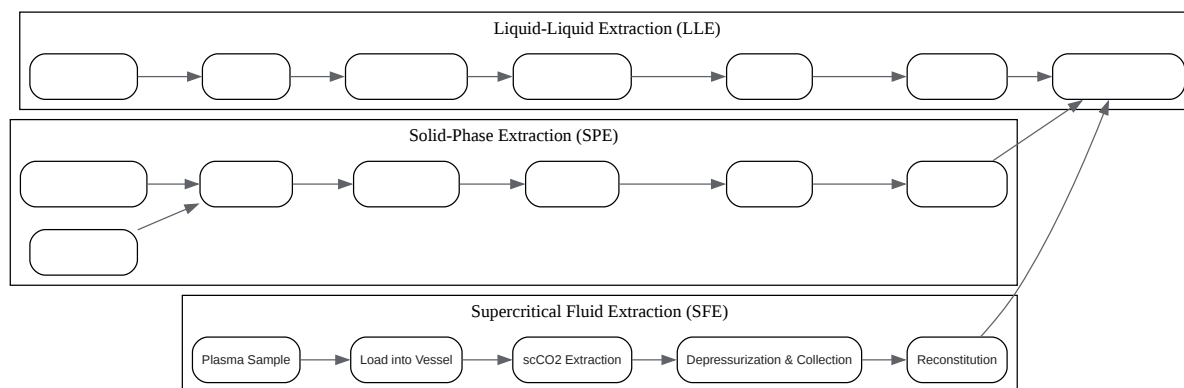 Liquid-Liquid Extraction (LLE)
Solid-Phase Extraction (SPE)
Supercritical Fluid Extraction (SFE)
Plasma Sample
Load into Vessel
scCO2 Extraction
Depressurization & Collection
Reconstitution